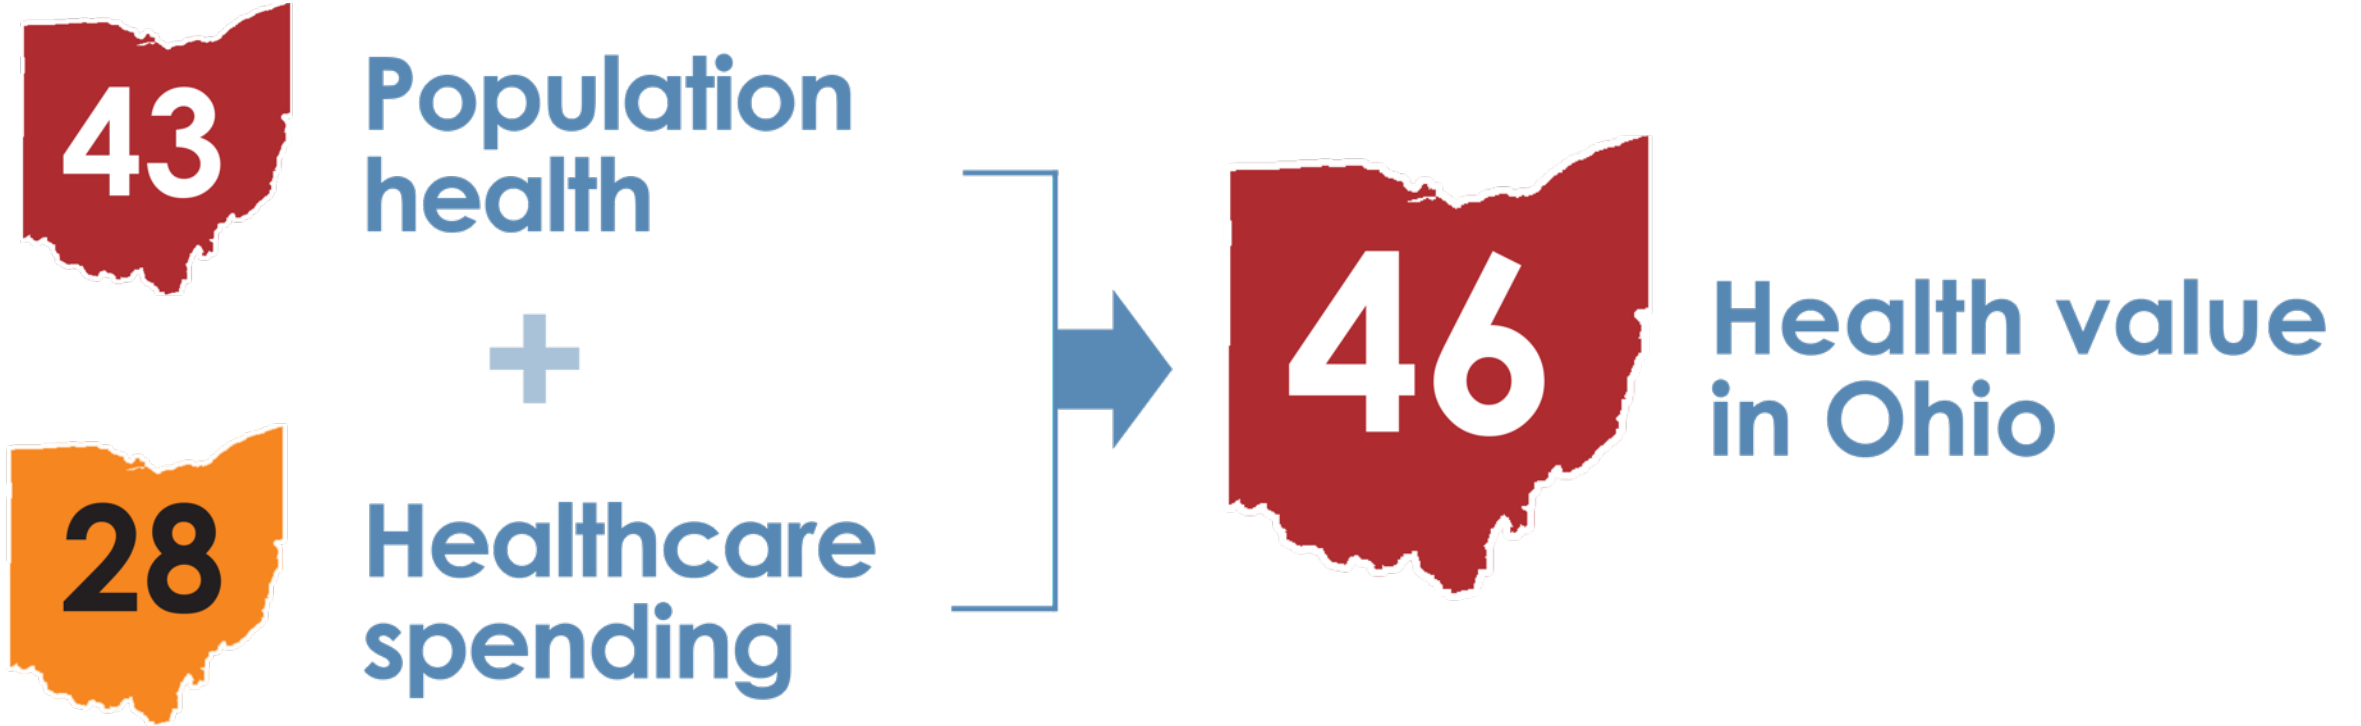 43
Population
health
+
28
Healthcare
spending
46
Health value
in Ohio